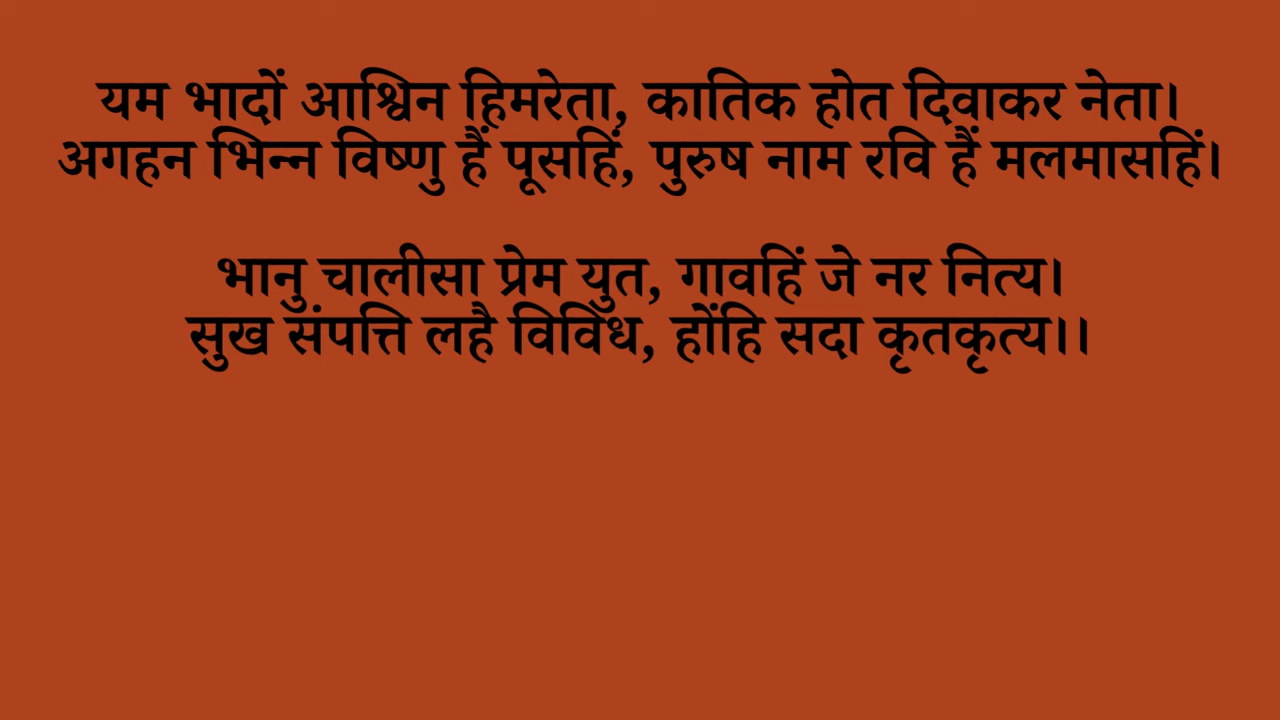 यम भादों आश्विन हिमरेता, कातिक होत दिवाकर नेता।
अगहन भिन्न विष्णु हैं पूसहिं, पुरुष नाम रवि हैं मलमासहिं।
भानु चालीसा प्रेम युत, गावहिं जे नर नित्य।
सुख संपत्ति लहै विविध, होंहि सदा कृतकृत्य।।